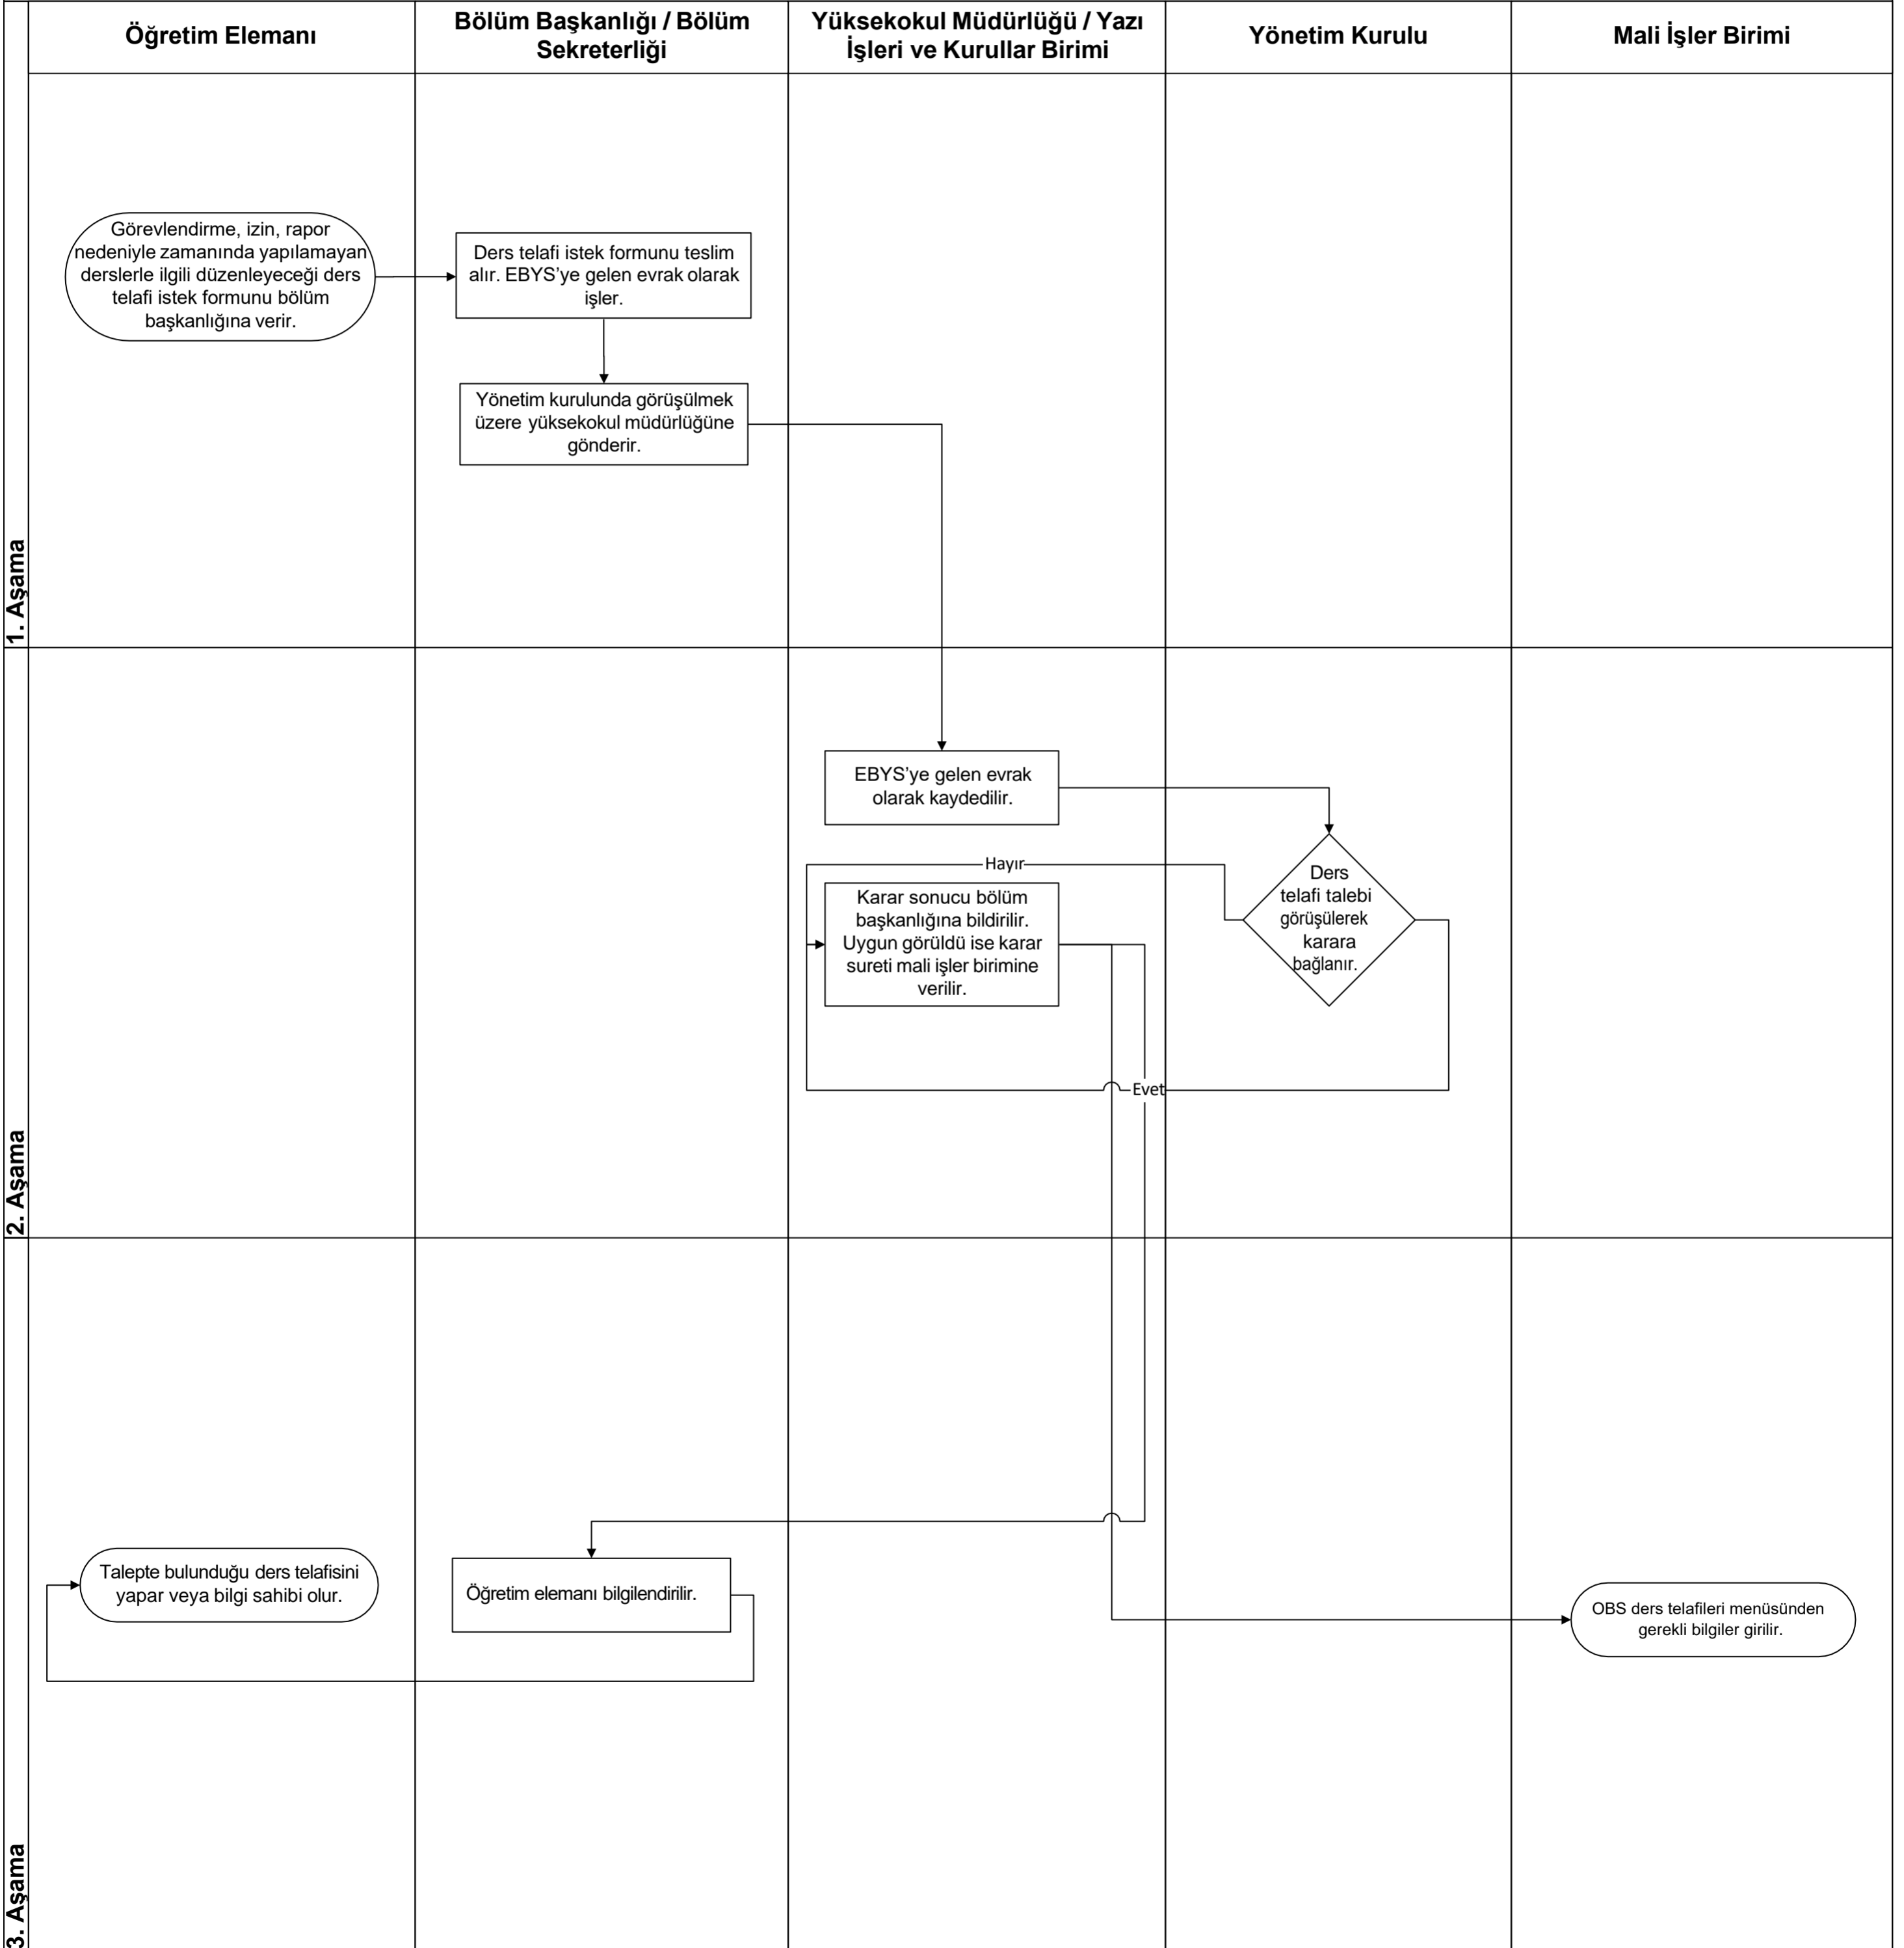 Öğretim Elemanı
Bölüm Başkanlığı / Bölüm
Sekreterliği
Yüksekokul Müdürlüğü / Yazı
İşleri ve Kurullar Birimi
Yönetim Kurulu
Mali İşler Birimi
1. Aşama
Görevlendirme, izin, rapor
nedeniyle zamanında yapılamayan
derslerle ilgili düzenleyeceği ders
telafi istek formunu bölüm
başkanlığına verir.
Ders telafi istek formunu teslim
alır. EBYS’ye gelen evrak olarak
işler.
Yönetim kurulunda görüşülmek
üzere yüksekokul müdürlüğüne
gönderir.
2. Aşama
EBYS’ye gelen evrak
olarak kaydedilir.
Hayır
Ders
telafi talebi
görüşülerek
karara
bağlanır.
Karar sonucu bölüm
başkanlığına bildirilir.
Uygun görüldü ise karar
sureti mali işler birimine
verilir.
Evet
3. Aşama
Talepte bulunduğu ders telafisini
yapar veya bilgi sahibi olur.
Öğretim elemanı bilgilendirilir.
OBS ders telafileri menüsünden
gerekli bilgiler girilir.